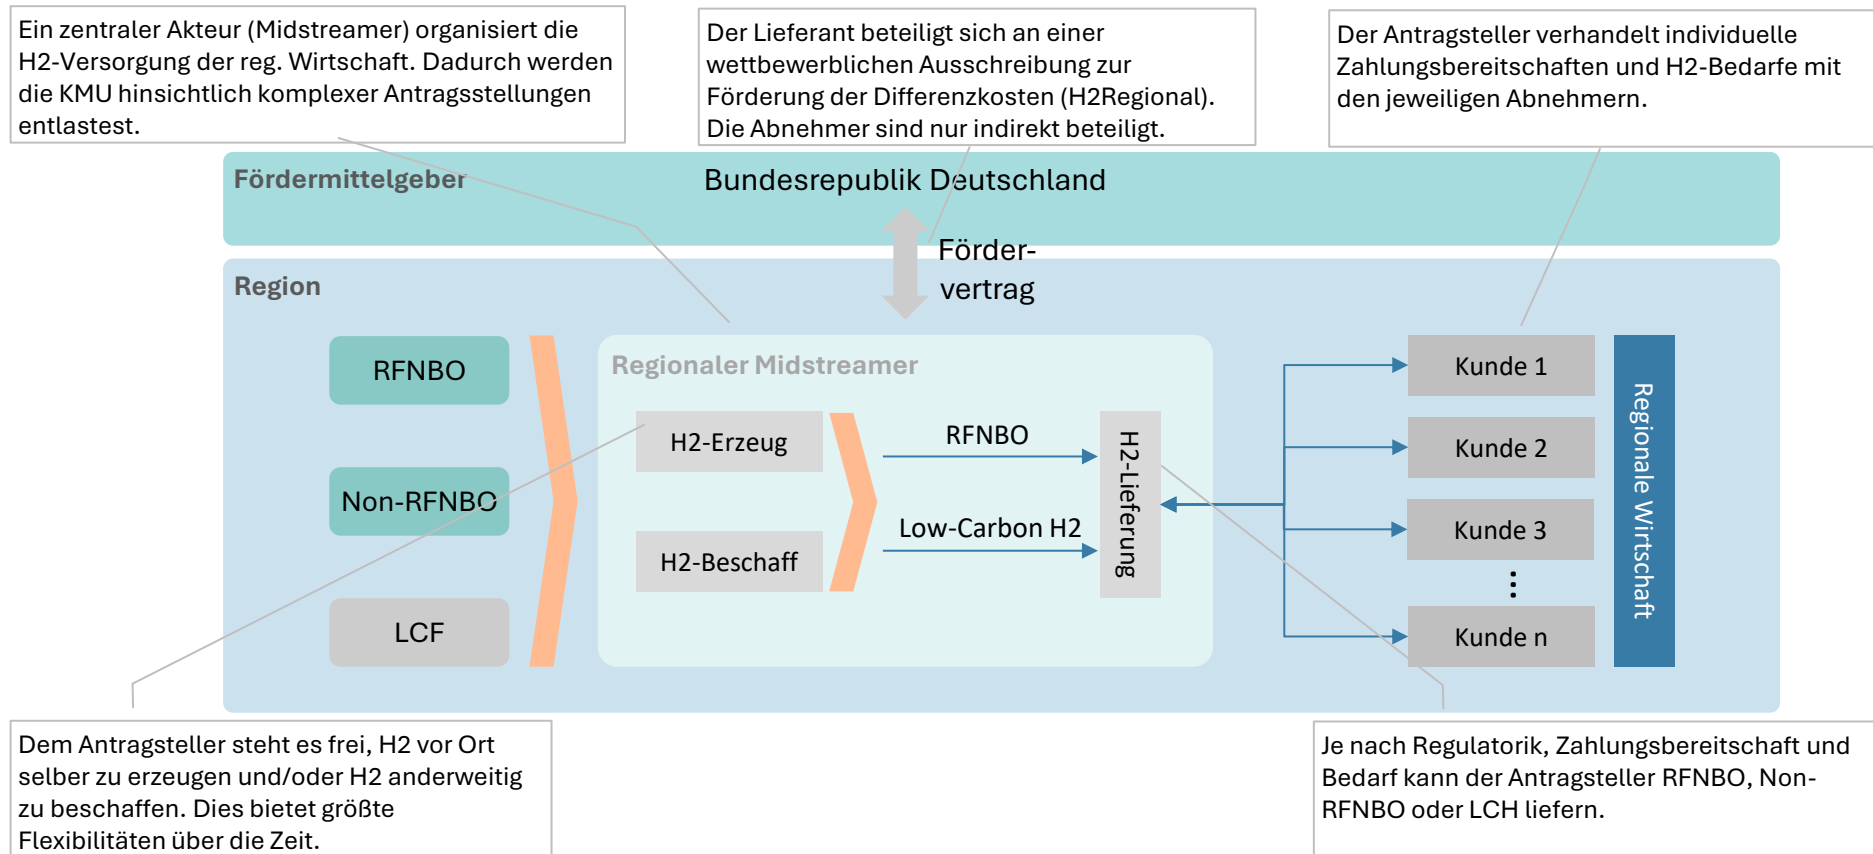 Ein zentraler Akteur (Midstreamer) organisiert die
H2-Versorgung der reg. Wirtschaft. Dadurch werden
die KMU hinsichtlich komplexer Antragsstellungen
entlastest.
Der Lieferant beteiligt sich an einer
wettbewerblichen Ausschreibung zur
Förderung der Differenzkosten (H2Regional).
Die Abnehmer sind nur indirekt beteiligt.
Der Antragsteller verhandelt individuelle
Zahlungsbereitschaften und H2-Bedarfe mit
den jeweiligen Abnehmern.
Fördermittelgeber
Bundesrepublik Deutschland
Förder-
vertrag
Region
RFNBO
Non-RFNBO
LCF
Regionaler Midstreamer
H2-Erzeug
H2-Beschaff
RFNBO
Low-Carbon H2
H2-Lieferung
Kunde 1
Kunde 2
Kunde 3
...
Kunde n
Regionale Wirtschaft
Dem Antragsteller steht es frei, H2 vor Ort
selber zu erzeugen und/oder H2 anderweitig
zu beschaffen. Dies bietet größte
Flexibilitäten über die Zeit.
Je nach Regulatorik, Zahlungsbereitschaft und
Bedarf kann der Antragsteller RFNBO, Non-
RFNBO oder LCH liefern.